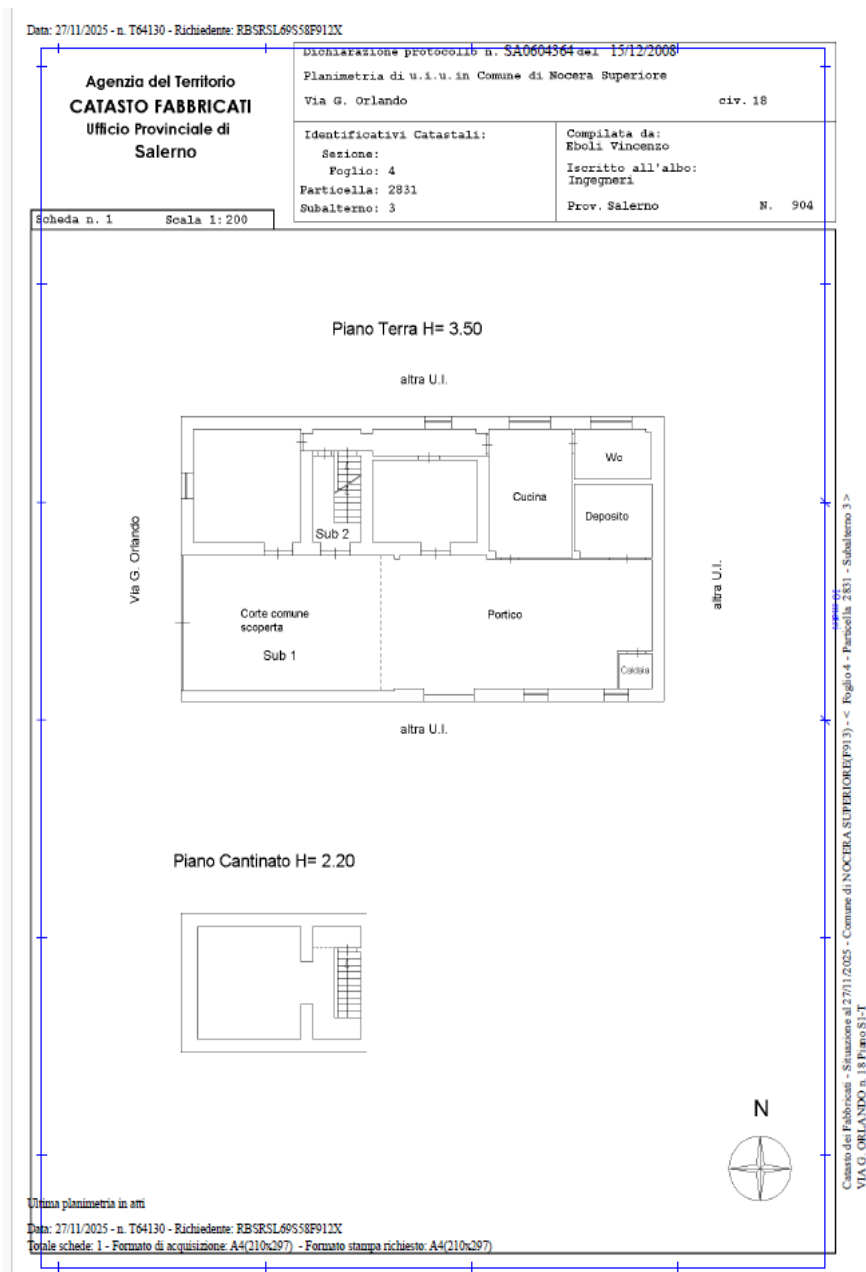 Data: 27/11/2025 - n. T64130 - Richiedente: RBSRSL69S58F912X
Agenzia del Territorio
CATASTO FABBRICATI
Ufficio Provinciale di
Salerno
Dichiarazione protocollo n. SA0604364 del 15/12/2008
Planimetria di u.i.u. in Comune di Nocera Superiore
Via G. Orlando civ. 18
Identificativi Catastali:
Sezione:
Foglio: 4
Particella: 2831
Subalterno: 3
Compilata da:
Eboli Vincenzo
Iscritto all'albo:
Ingegneri
Prov. Salerno N. 904
Scheda n. 1 Scala 1:200
Piano Terra H= 3.50
altra U.I.
Wc
Cucina
Deposito
Sub 2
Via G. Orlando
Corte comune
scoperta
Sub 1
Portico
Caldaia
altra U.I.
altra U.I.
Piano Cantinato H= 2.20
N
Catasto dei Fabbricati - Situazione al 27/11/2025 - Comune di NOCERA SUPERIORE(F913) - < Foglio 4 - Particella 2831 - Subalterno 3 >
VIA G. ORLANDO n. 18 Piano S1-T
Ultima planimetria in atti
Data: 27/11/2025 - n. T64130 - Richiedente: RBSRSL69S58F912X
Totale schede: 1 - Formato di acquisizione: A4(210x297) - Formato stampa richiesto: A4(210x297)